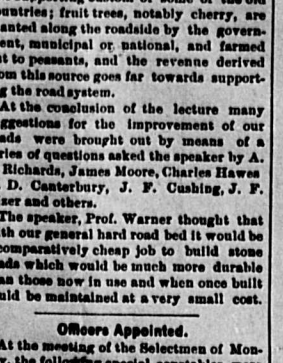 untries; fruit trees, notably cherry, are
anted along the roadside by the govern-
ent, municipal or national, and farmed
t to peasants, and the revenue derived
om this source goes far towards support-
g the road system.
At the conclusion of the lecture many
ggestions for the improvement of our
ads were brought out by means of a
ries of questions asked the speaker by A.
Richards, James Moore, Charles Hawes
D. Canterbury, J. F. Cushing, J. F.
ser and others.
The speaker, Prof. Warner thought that
th our general hard road bed it would be
comparatively cheap job to build stone
ads which would be much more durable
an those now in use and when once built
uld be maintained at a very small cost.
Officers Appointed.
At the meeting of the Selectmen of Mon-
the following special constables